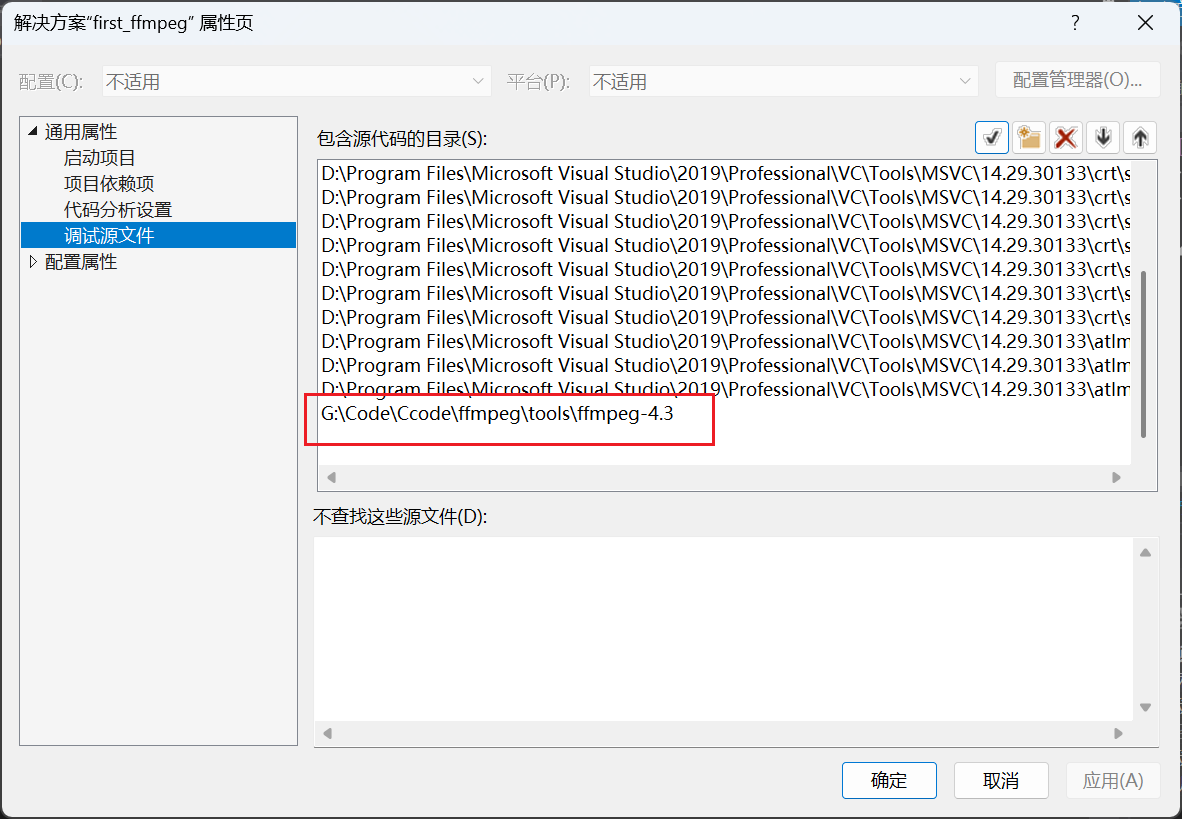 解决方案“first_ffmpeg” 属性页
?
配置(C):
不适用
平台(P):
不适用
配置管理器(O)...
通用属性
启动项目
项目依赖项
代码分析设置
调试源文件
配置属性
包含源代码的目录(S):
D:\Program Files\Microsoft Visual Studio\2019\Professional\VC\Tools\MSVC\14.29.30133\crt\s
D:\Program Files\Microsoft Visual Studio\2019\Professional\VC\Tools\MSVC\14.29.30133\crt\s
D:\Program Files\Microsoft Visual Studio\2019\Professional\VC\Tools\MSVC\14.29.30133\crt\s
D:\Program Files\Microsoft Visual Studio\2019\Professional\VC\Tools\MSVC\14.29.30133\crt\s
D:\Program Files\Microsoft Visual Studio\2019\Professional\VC\Tools\MSVC\14.29.30133\crt\s
D:\Program Files\Microsoft Visual Studio\2019\Professional\VC\Tools\MSVC\14.29.30133\crt\s
D:\Program Files\Microsoft Visual Studio\2019\Professional\VC\Tools\MSVC\14.29.30133\crt\s
D:\Program Files\Microsoft Visual Studio\2019\Professional\VC\Tools\MSVC\14.29.30133\atlm
D:\Program Files\Microsoft Visual Studio\2019\Professional\VC\Tools\MSVC\14.29.30133\atlm
D:\Program Files\Microsoft Visual Studio\2019\Professional\VC\Tools\MSVC\14.29.30133\atlm
G:\Code\Ccode\ffmpeg\tools\ffmpeg-4.3
不查找这些源文件(D):
确定
取消
应用(A)